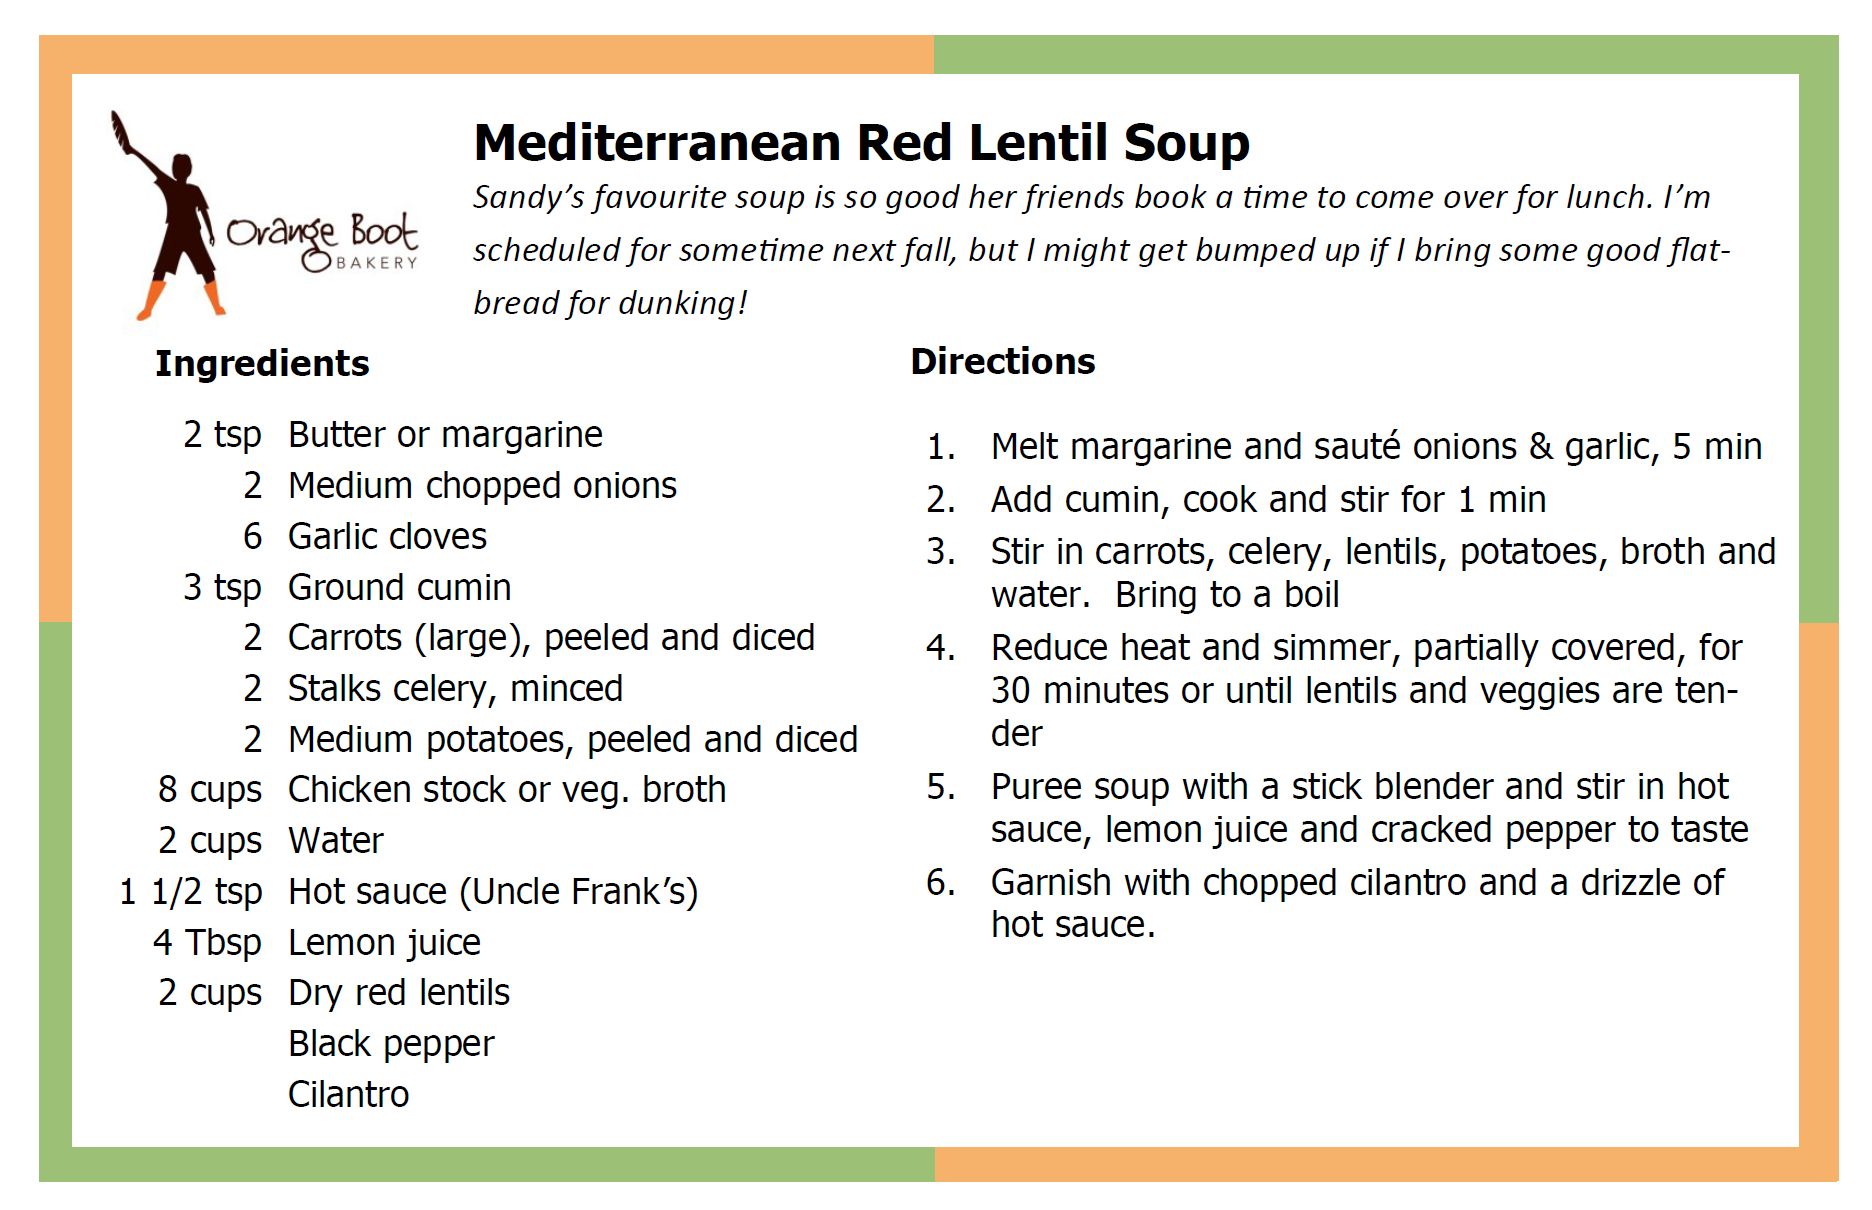 Orange Boot
BAKERY
Mediterranean Red Lentil Soup
Sandy’s favourite soup is so good her friends book a time to come over for lunch. I’m
scheduled for sometime next fall, but I might get bumped up if I bring some good flat-
bread for dunking!
Ingredients
2 tsp Butter or margarine
2 Medium chopped onions
6 Garlic cloves
3 tsp Ground cumin
2 Carrots (large), peeled and diced
2 Stalks celery, minced
2 Medium potatoes, peeled and diced
8 cups Chicken stock or veg. broth
2 cups Water
1 1/2 tsp Hot sauce (Uncle Frank’s)
4 Tbsp Lemon juice
2 cups Dry red lentils
Black pepper
Cilantro
Directions
1. Melt margarine and sauté onions & garlic, 5 min
2. Add cumin, cook and stir for 1 min
3. Stir in carrots, celery, lentils, potatoes, broth and
water.  Bring to a boil
4. Reduce heat and simmer, partially covered, for
30 minutes or until lentils and veggies are ten-
der
5. Puree soup with a stick blender and stir in hot
sauce, lemon juice and cracked pepper to taste
6. Garnish with chopped cilantro and a drizzle of
hot sauce.